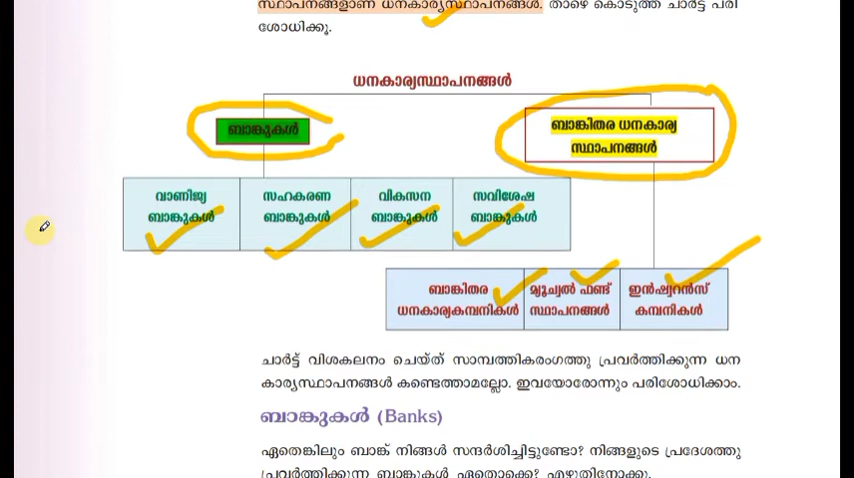 സ്ഥാപനങ്ങളാണ് ധനകാര്യസ്ഥാപനങ്ങൾ. താഴെ കൊടുത്ത ചാർട്ട് പരി
ശോധിക്കൂ.
ധനകാര്യസ്ഥാപനങ്ങൾ
ബാങ്കുകൾ
ബാങ്കിതര ധനകാര്യ
സ്ഥാപനങ്ങൾ
വാണിജ്യ
ബാങ്കുകൾ
സഹകരണ
ബാങ്കുകൾ
വികസന
ബാങ്കുകൾ
സവിശേഷ
ബാങ്കുകൾ
ബാങ്കിതര
ധനകാര്യകമ്പനികൾ
മ്യൂച്വൽ ഫണ്ട്
സ്ഥാപനങ്ങൾ
ഇൻഷ്വറൻസ്
കമ്പനികൾ
ചാർട്ട് വിശകലനം ചെയ്ത് സാമ്പത്തികരംഗത്തു പ്രവർത്തിക്കുന്ന ധന
കാര്യസ്ഥാപനങ്ങൾ കണ്ടെത്താമല്ലോ. ഇവയോരോന്നും പരിശോധിക്കാം.
ബാങ്കുകൾ (Banks)
ഏതെങ്കിലും ബാങ്ക് നിങ്ങൾ സന്ദർശിച്ചിട്ടുണ്ടോ? നിങ്ങളുടെ പ്രദേശത്തു
പ്രവർത്തിക്കുന്ന ബാങ്കുകൾ ഏതൊക്കെ? എഴുതിനോക്കൂ.